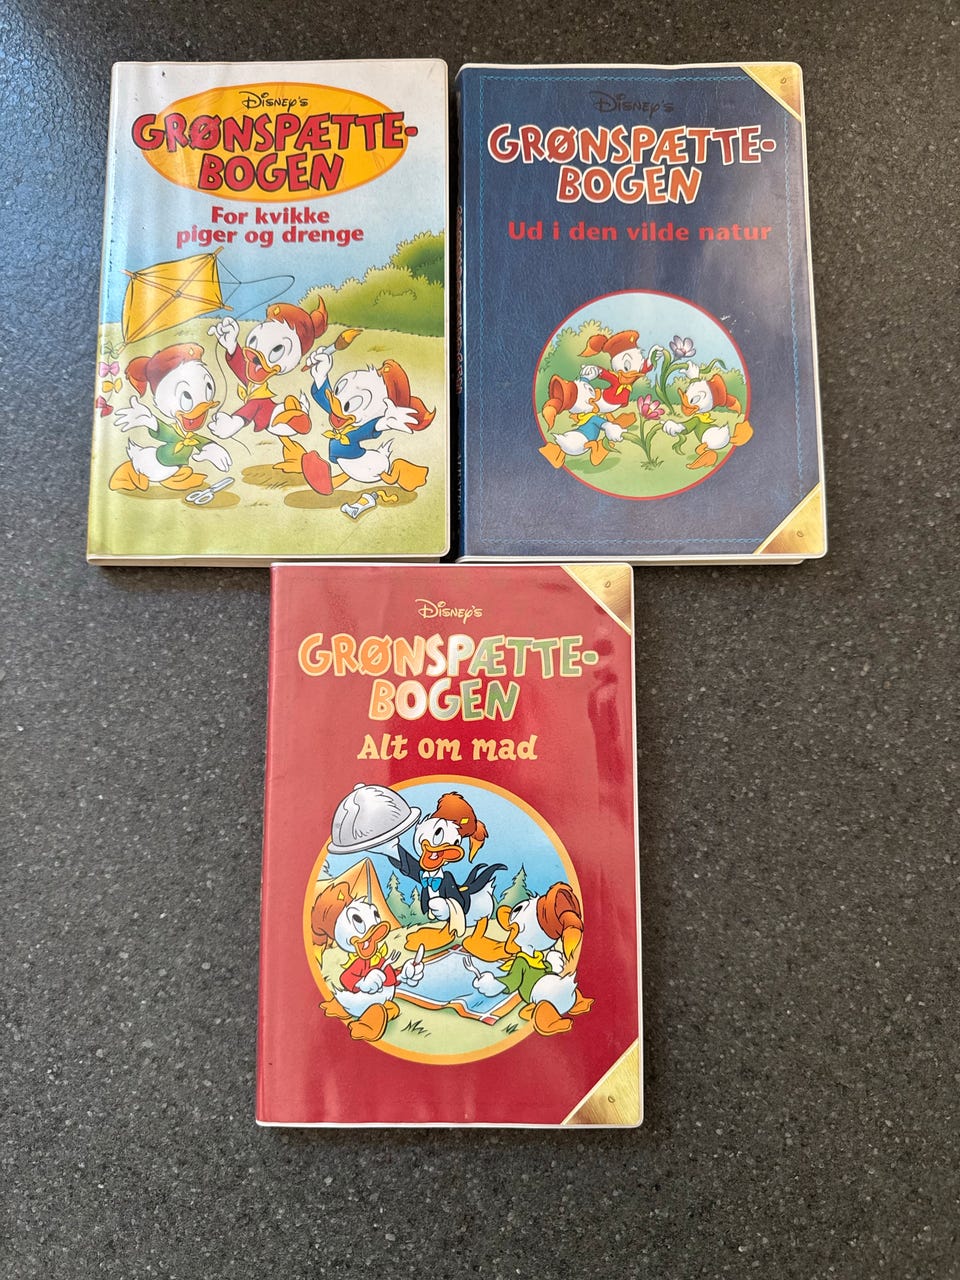 Disney's
GRØNSPÆTTE-
BOGEN
For kvikke
piger og drenge
Disney's
GRØNSPÆTTE-
BOGEN
Ud i den vilde natur
Disney's
GRØNSPÆTTE-
BOGEN
Alt om mad